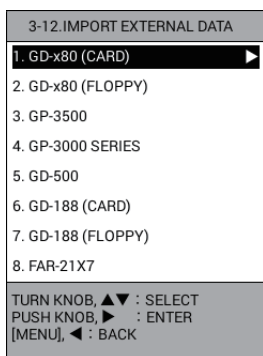 3-12.IMPORT EXTERNAL DATA
1. GD-x80 (CARD) ▶
2. GD-x80 (FLOPPY)
3. GP-3500
4. GP-3000 SERIES
5. GD-500
6. GD-188 (CARD)
7. GD-188 (FLOPPY)
8. FAR-21X7
TURN KNOB, ▲▼ : SELECT
PUSH KNOB, ▶ : ENTER
[MENU], ◀ : BACK